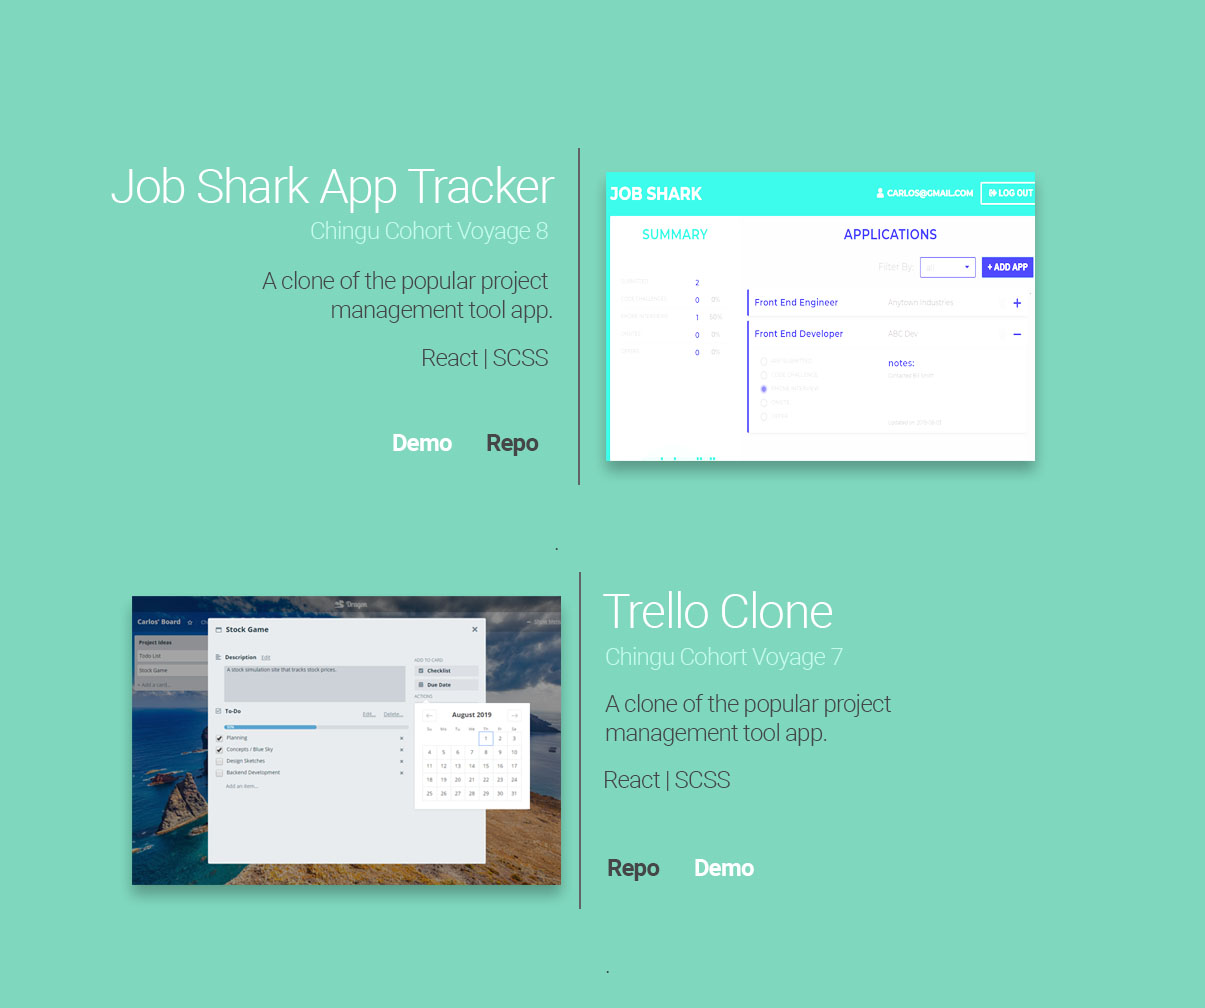 Job Shark App Tracker
Chingu Cohort Voyage 8
A clone of the popular project
management tool app.
React | SCSS
Demo Repo
JOB SHARK CARLOS@GMAIL.COM LOG OUT
SUMMARY APPLICATIONS
Filter By: all + ADD APP
2
0 0%
1 50%
0 0%
0 0%
Front End Engineer Anytown Industries +
Front End Developer ABC Dev −
notes:
CODE CHALLENGE
PHONE INTERVIEW
.
Dragon
Carlos' Board
Project Ideas
Todo List
Stock Game
+ Add a card...
Stock Game ×
Description Edit
A stock simulation site that tracks stock prices.
ADD TO CARD
Checklist
Due Date
ACTIONS
To-Do Edit... Delete...
Planning ×
Concepts / Blue Sky ×
Design Sketches ×
Backend Development ×
Add an item...
August 2019
Su Mo Tu We Th Fr Sa
1 2 3
4 5 6 7 8 9 10
11 12 13 14 15 16 17
18 19 20 21 22 23 24
25 26 27 28 29 30 31
Trello Clone
Chingu Cohort Voyage 7
A clone of the popular project
management tool app.
React | SCSS
Repo Demo
.